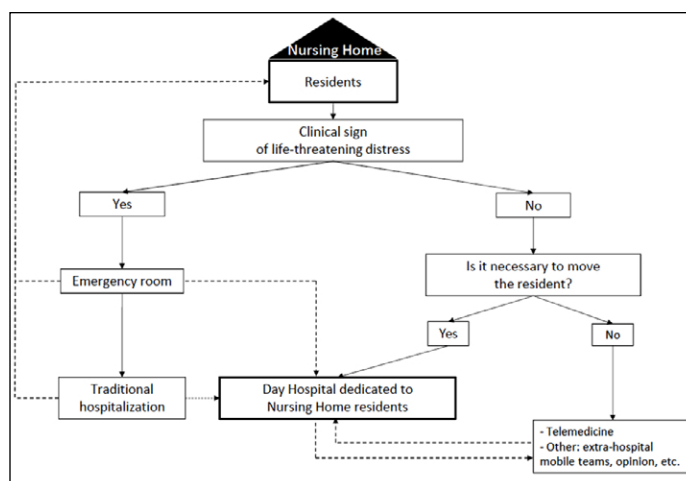 Nursing Home
Residents
Clinical sign
of life-threatening distress
Yes
No
Emergency room
Is it necessary to move
the resident?
Yes
No
Traditional
hospitalization
Day Hospital dedicated to
Nursing Home residents
- Telemedicine
- Other: extra-hospital
mobile teams, opinion, etc.